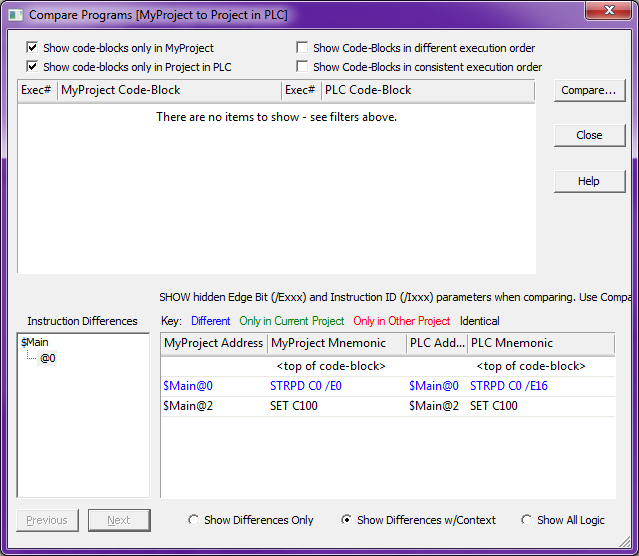 Compare Programs [MyProject to Project in PLC]
Show code-blocks only in MyProject
Show Code-Blocks in different execution order
Show code-blocks only in Project in PLC
Show Code-Blocks in consistent execution order
Exec# MyProject Code-Block Exec# PLC Code-Block
Compare...
There are no items to show - see filters above.
Close
Help
SHOW hidden Edge Bit (/Exxx) and Instruction ID (/Ixxx) parameters when comparing. Use Compa
Instruction Differences
Key: Different Only in Current Project Only in Other Project Identical
$Main
@0
MyProject Address MyProject Mnemonic PLC Add... PLC Mnemonic
<top of code-block> <top of code-block>
$Main@0 STRPD C0 /E0 $Main@0 STRPD C0 /E16
$Main@2 SET C100 $Main@2 SET C100
Previous Next
Show Differences Only Show Differences w/Context Show All Logic